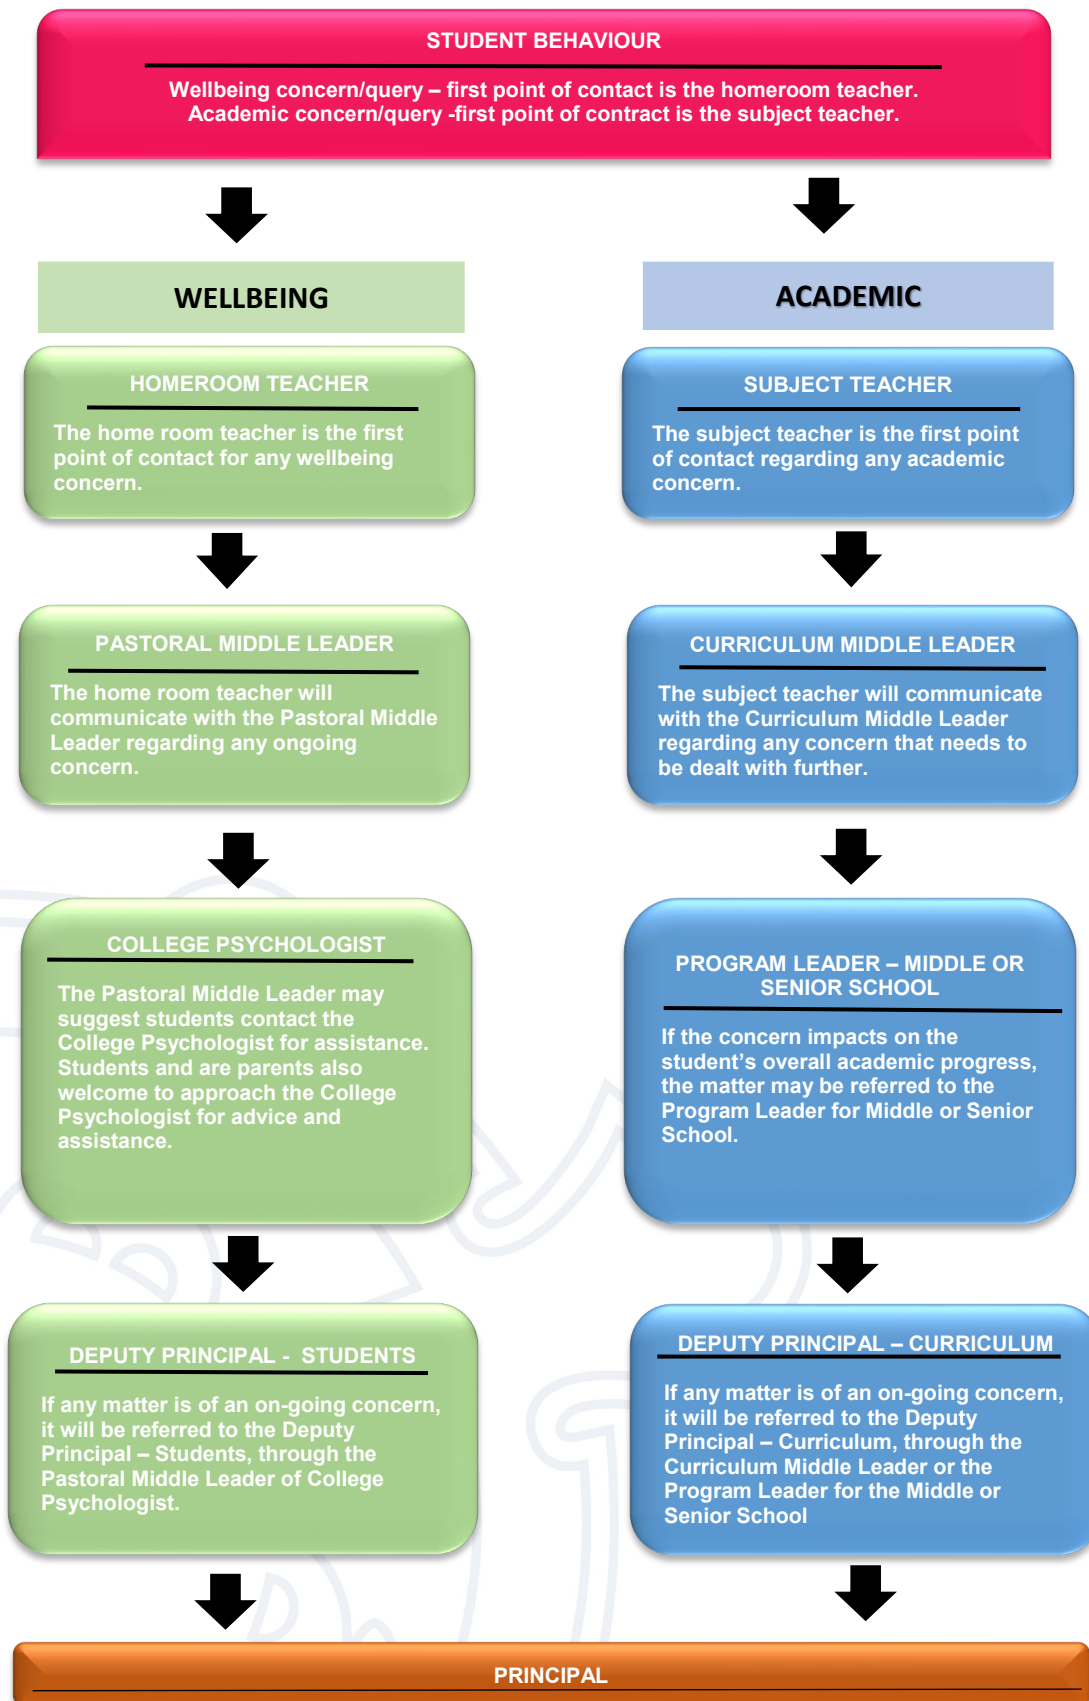 STUDENT BEHAVIOUR
Wellbeing concern/query – first point of contact is the homeroom teacher.
Academic concern/query -first point of contract is the subject teacher.
WELLBEING
HOMEROOM TEACHER
The home room teacher is the first
point of contact for any wellbeing
concern.
PASTORAL MIDDLE LEADER
The home room teacher will
communicate with the Pastoral Middle
Leader regarding any ongoing
concern.
COLLEGE PSYCHOLOGIST
The Pastoral Middle Leader may
suggest students contact the
College Psychologist for assistance.
Students and are parents also
welcome to approach the College
Psychologist for advice and
assistance.
DEPUTY PRINCIPAL - STUDENTS
If any matter is of an on-going concern,
it will be referred to the Deputy
Principal – Students, through the
Pastoral Middle Leader of College
Psychologist.
ACADEMIC
SUBJECT TEACHER
The subject teacher is the first point
of contact regarding any academic
concern.
CURRICULUM MIDDLE LEADER
The subject teacher will communicate
with the Curriculum Middle Leader
regarding any concern that needs to
be dealt with further.
PROGRAM LEADER – MIDDLE OR
SENIOR SCHOOL
If the concern impacts on the
student’s overall academic progress,
the matter may be referred to the
Program Leader for Middle or Senior
School.
DEPUTY PRINCIPAL – CURRICULUM
If any matter is of an on-going concern,
it will be referred to the Deputy
Principal – Curriculum, through the
Curriculum Middle Leader or the
Program Leader for the Middle or
Senior School
PRINCIPAL